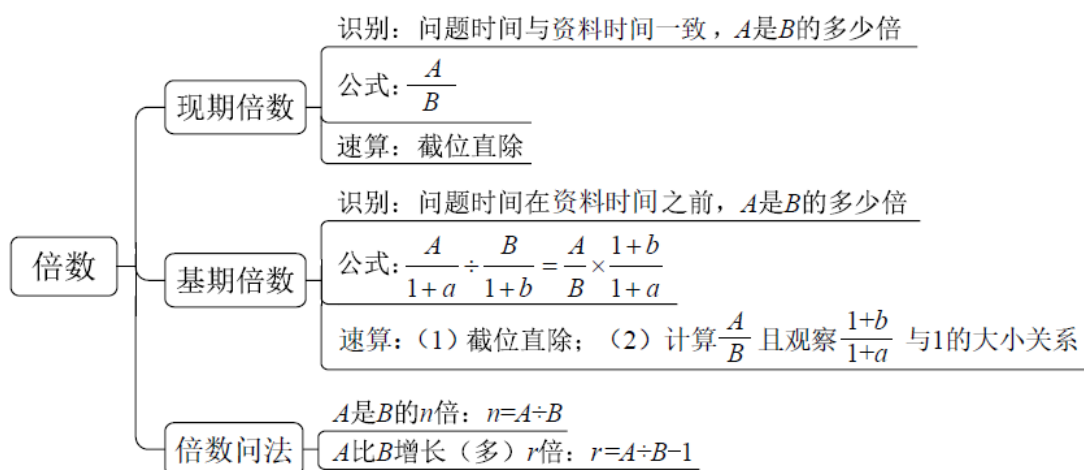 倍数
现期倍数
识别：问题时间与资料时间一致，A是B的多少倍
公式：A/B
速算：截位直除
基期倍数
识别：问题时间在资料时间之前，A是B的多少倍
公式：A/(1+a)÷B/(1+b)=A/B×(1+b)/(1+a)
速算：（1）截位直除；（2）计算A/B且观察(1+b)/(1+a)与1的大小关系
倍数问法
A是B的n倍：n=A÷B
A比B增长（多）r倍：r=A÷B−1